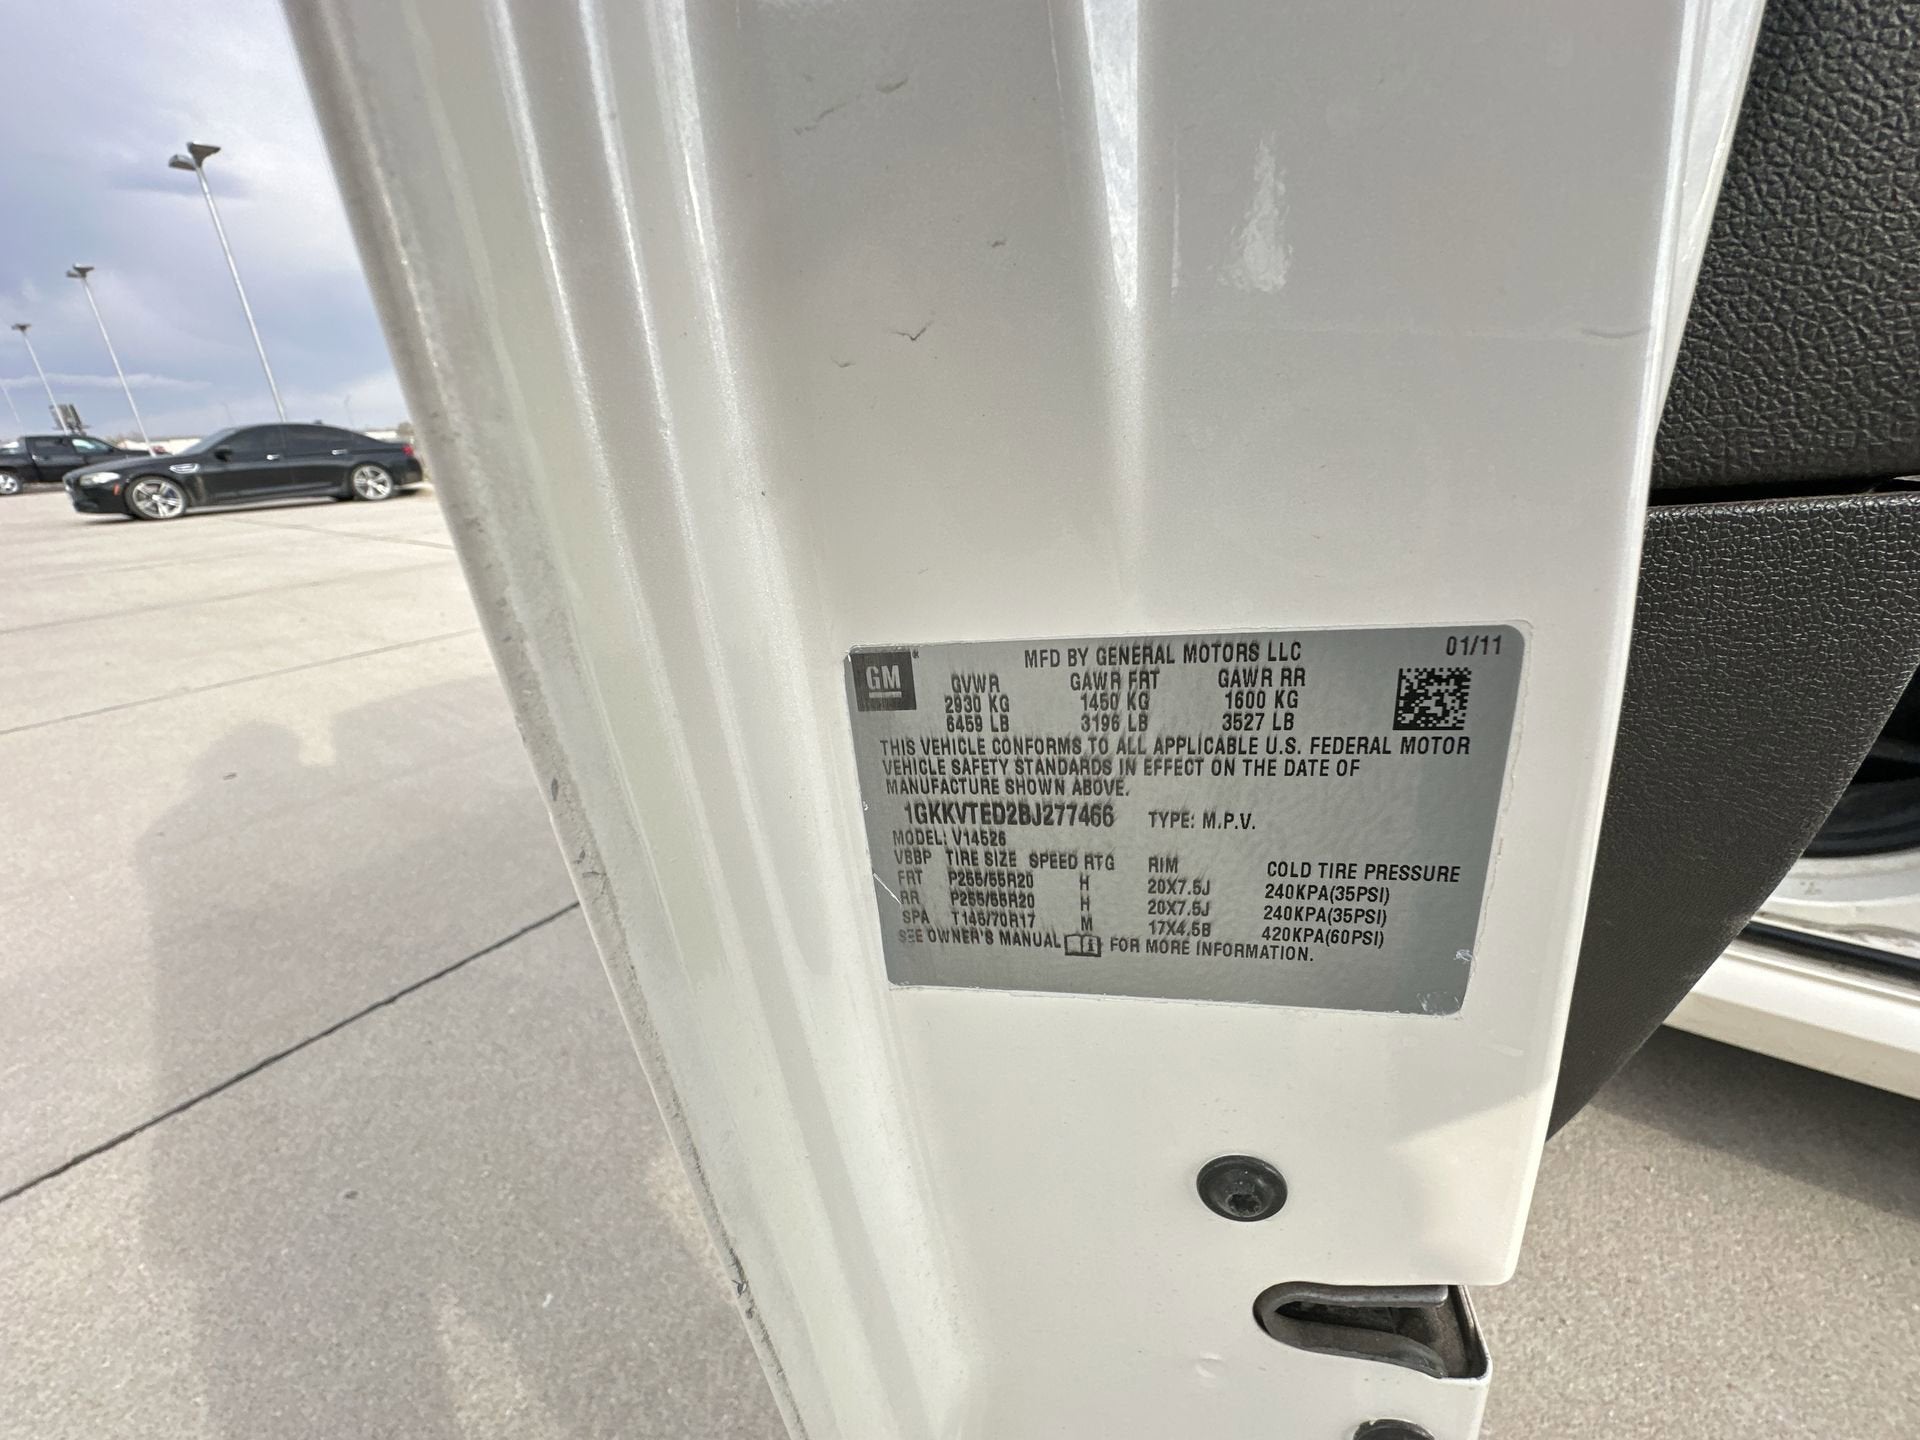 GM
MFD BY GENERAL MOTORS LLC 01/11
GVWR GAWR FRT GAWR RR
2930 KG 1450 KG 1600 KG
6459 LB 3196 LB 3527 LB
THIS VEHICLE CONFORMS TO ALL APPLICABLE U.S. FEDERAL MOTOR
VEHICLE SAFETY STANDARDS IN EFFECT ON THE DATE OF
MANUFACTURE SHOWN ABOVE.
1GKKVTED2BJ277466 TYPE: M.P.V.
MODEL: V14526
VBBP TIRE SIZE SPEED RTG RIM COLD TIRE PRESSURE
FRT P255/55R20 H 20X7.5J 240KPA(35PSI)
RR P255/55R20 H 20X7.5J 240KPA(35PSI)
SPA T145/70R17 M 17X4.5B 420KPA(60PSI)
SEE OWNER'S MANUAL FOR MORE INFORMATION.